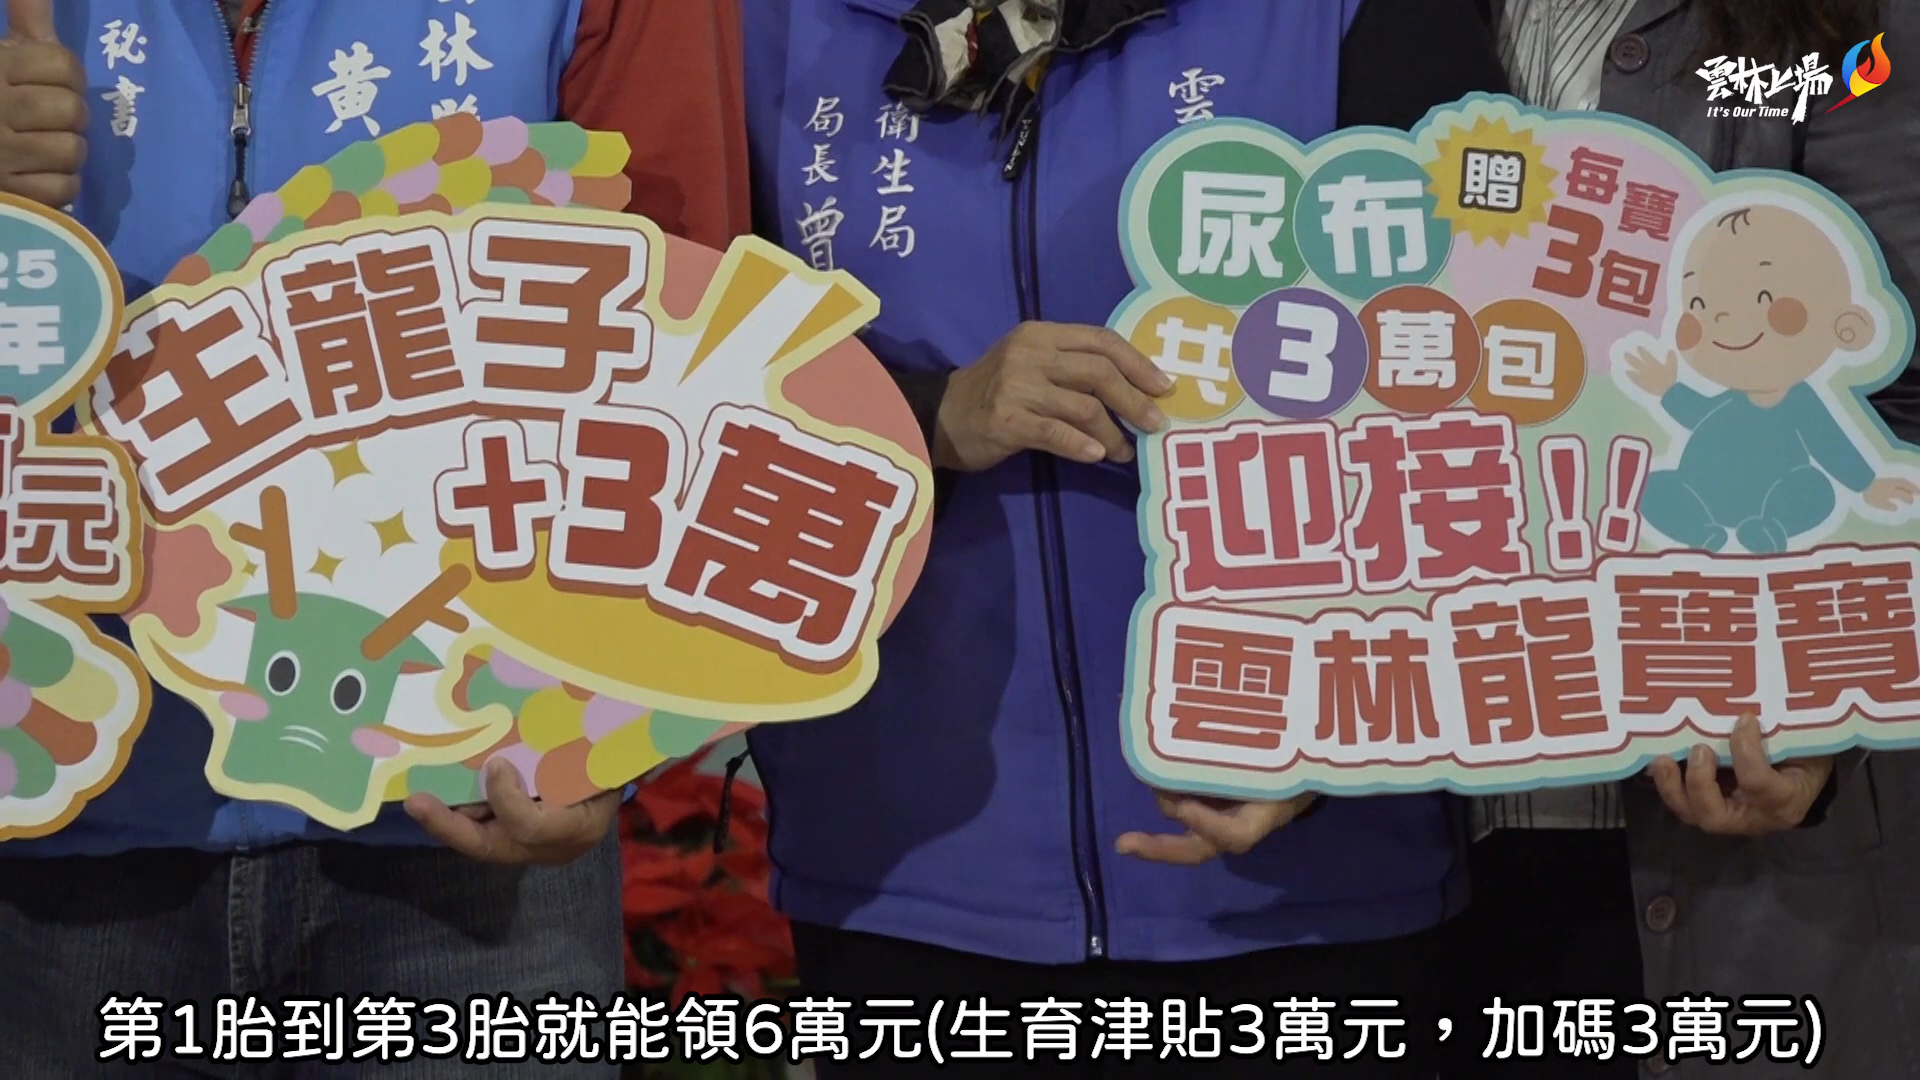 雲林上場
It's Our Time
秘書
黃
林縣
衛生局
局長 曾
雲
25
年
元
生龍子
+3萬
尿布
贈
每寶
3包
共3萬包
迎接!!
雲林龍寶寶
第1胎到第3胎就能領6萬元(生育津貼3萬元，加碼3萬元)